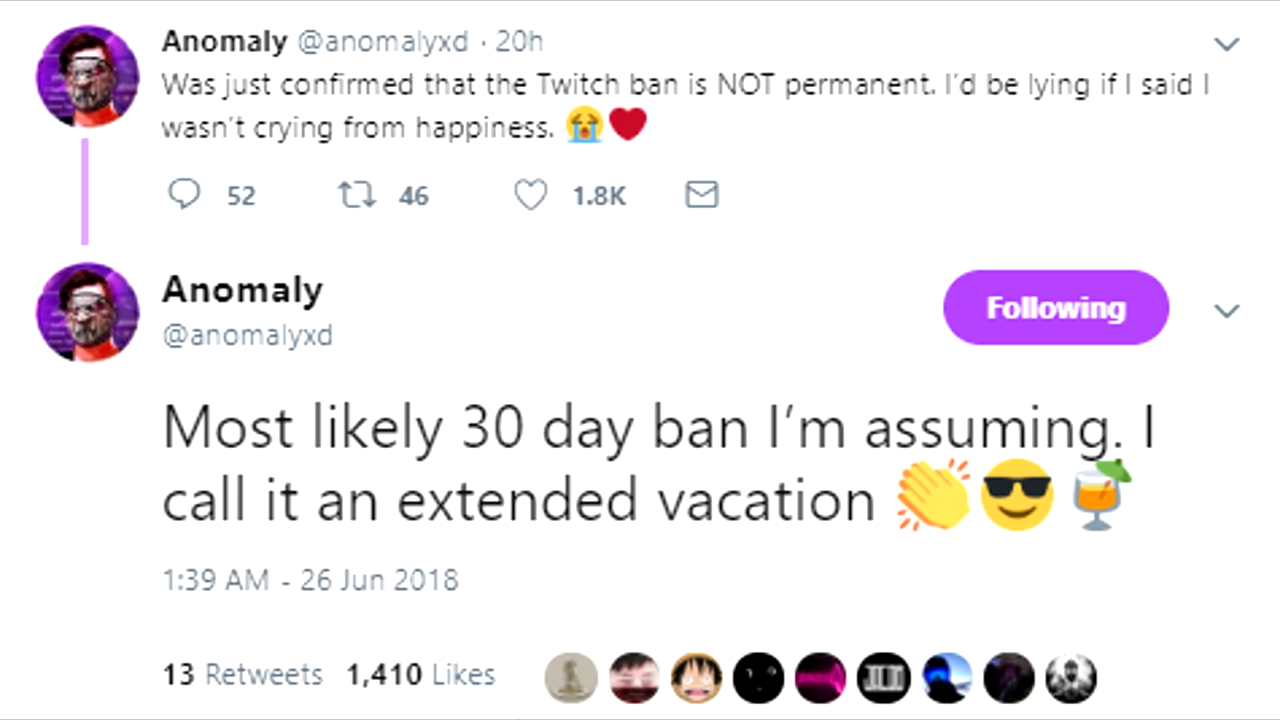 Anomaly @anomalyxd · 20h
Was just confirmed that the Twitch ban is NOT permanent. I'd be lying if I said I
wasn't crying from happiness. 😭❤️
52 46 1.8K
Anomaly
Following
@anomalyxd
Most likely 30 day ban I'm assuming. I
call it an extended vacation 👏😎🍹
1:39 AM - 26 Jun 2018
13 Retweets 1,410 Likes